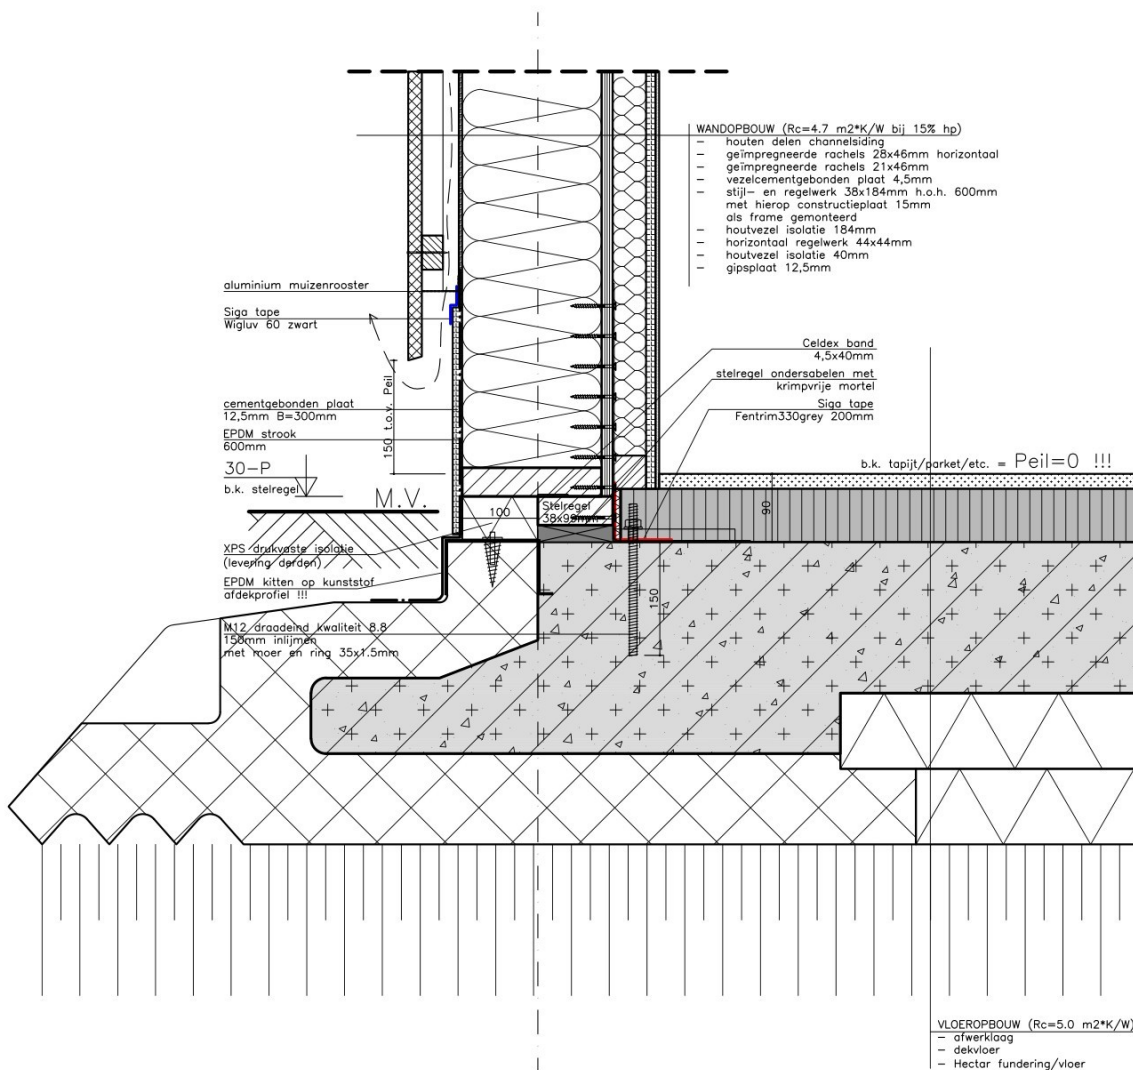 WANDOPBOUW (Rc=4.7 m2*K/W bij 15% hp)
– houten delen channelsiding
– geïmpregneerde rachels 28x46mm horizontaal
– geïmpregneerde rachels 21x46mm
– vezelcementgebonden plaat 4,5mm
– stijl– en regelwerk 38x184mm h.o.h. 600mm
met hierop constructieplaat 15mm
als frame gemonteerd
– houtvezel isolatie 184mm
– horizontaal regelwerk 44x44mm
– houtvezel isolatie 40mm
– gipsplaat 12,5mm
aluminium muizenrooster
Siga tape
Wigluv 60 zwart
Celdex band
4,5x40mm
stelregel ondersabelen met
krimpvrije mortel
Siga tape
Fentrim330grey 200mm
150 t.o.v. Peil
cementgebonden plaat
12,5mm B=300mm
EPDM strook
600mm
30-P
b.k. stelregel
M.V.
b.k. tapijt/parket/etc. = Peil=0 !!!
90
100
Stelregel
38x99mm
XPS drukvaste isolatie
(levering derden)
EPDM kitten op kunststof
afdekprofiel !!!
150
M12 draadeind kwaliteit 8.8
150mm inlijmen
met moer en ring 35x1.5mm
VLOEROPBOUW (Rc=5.0 m2*K/W)
– afwerklaag
– dekvloer
– Hectar fundering/vloer